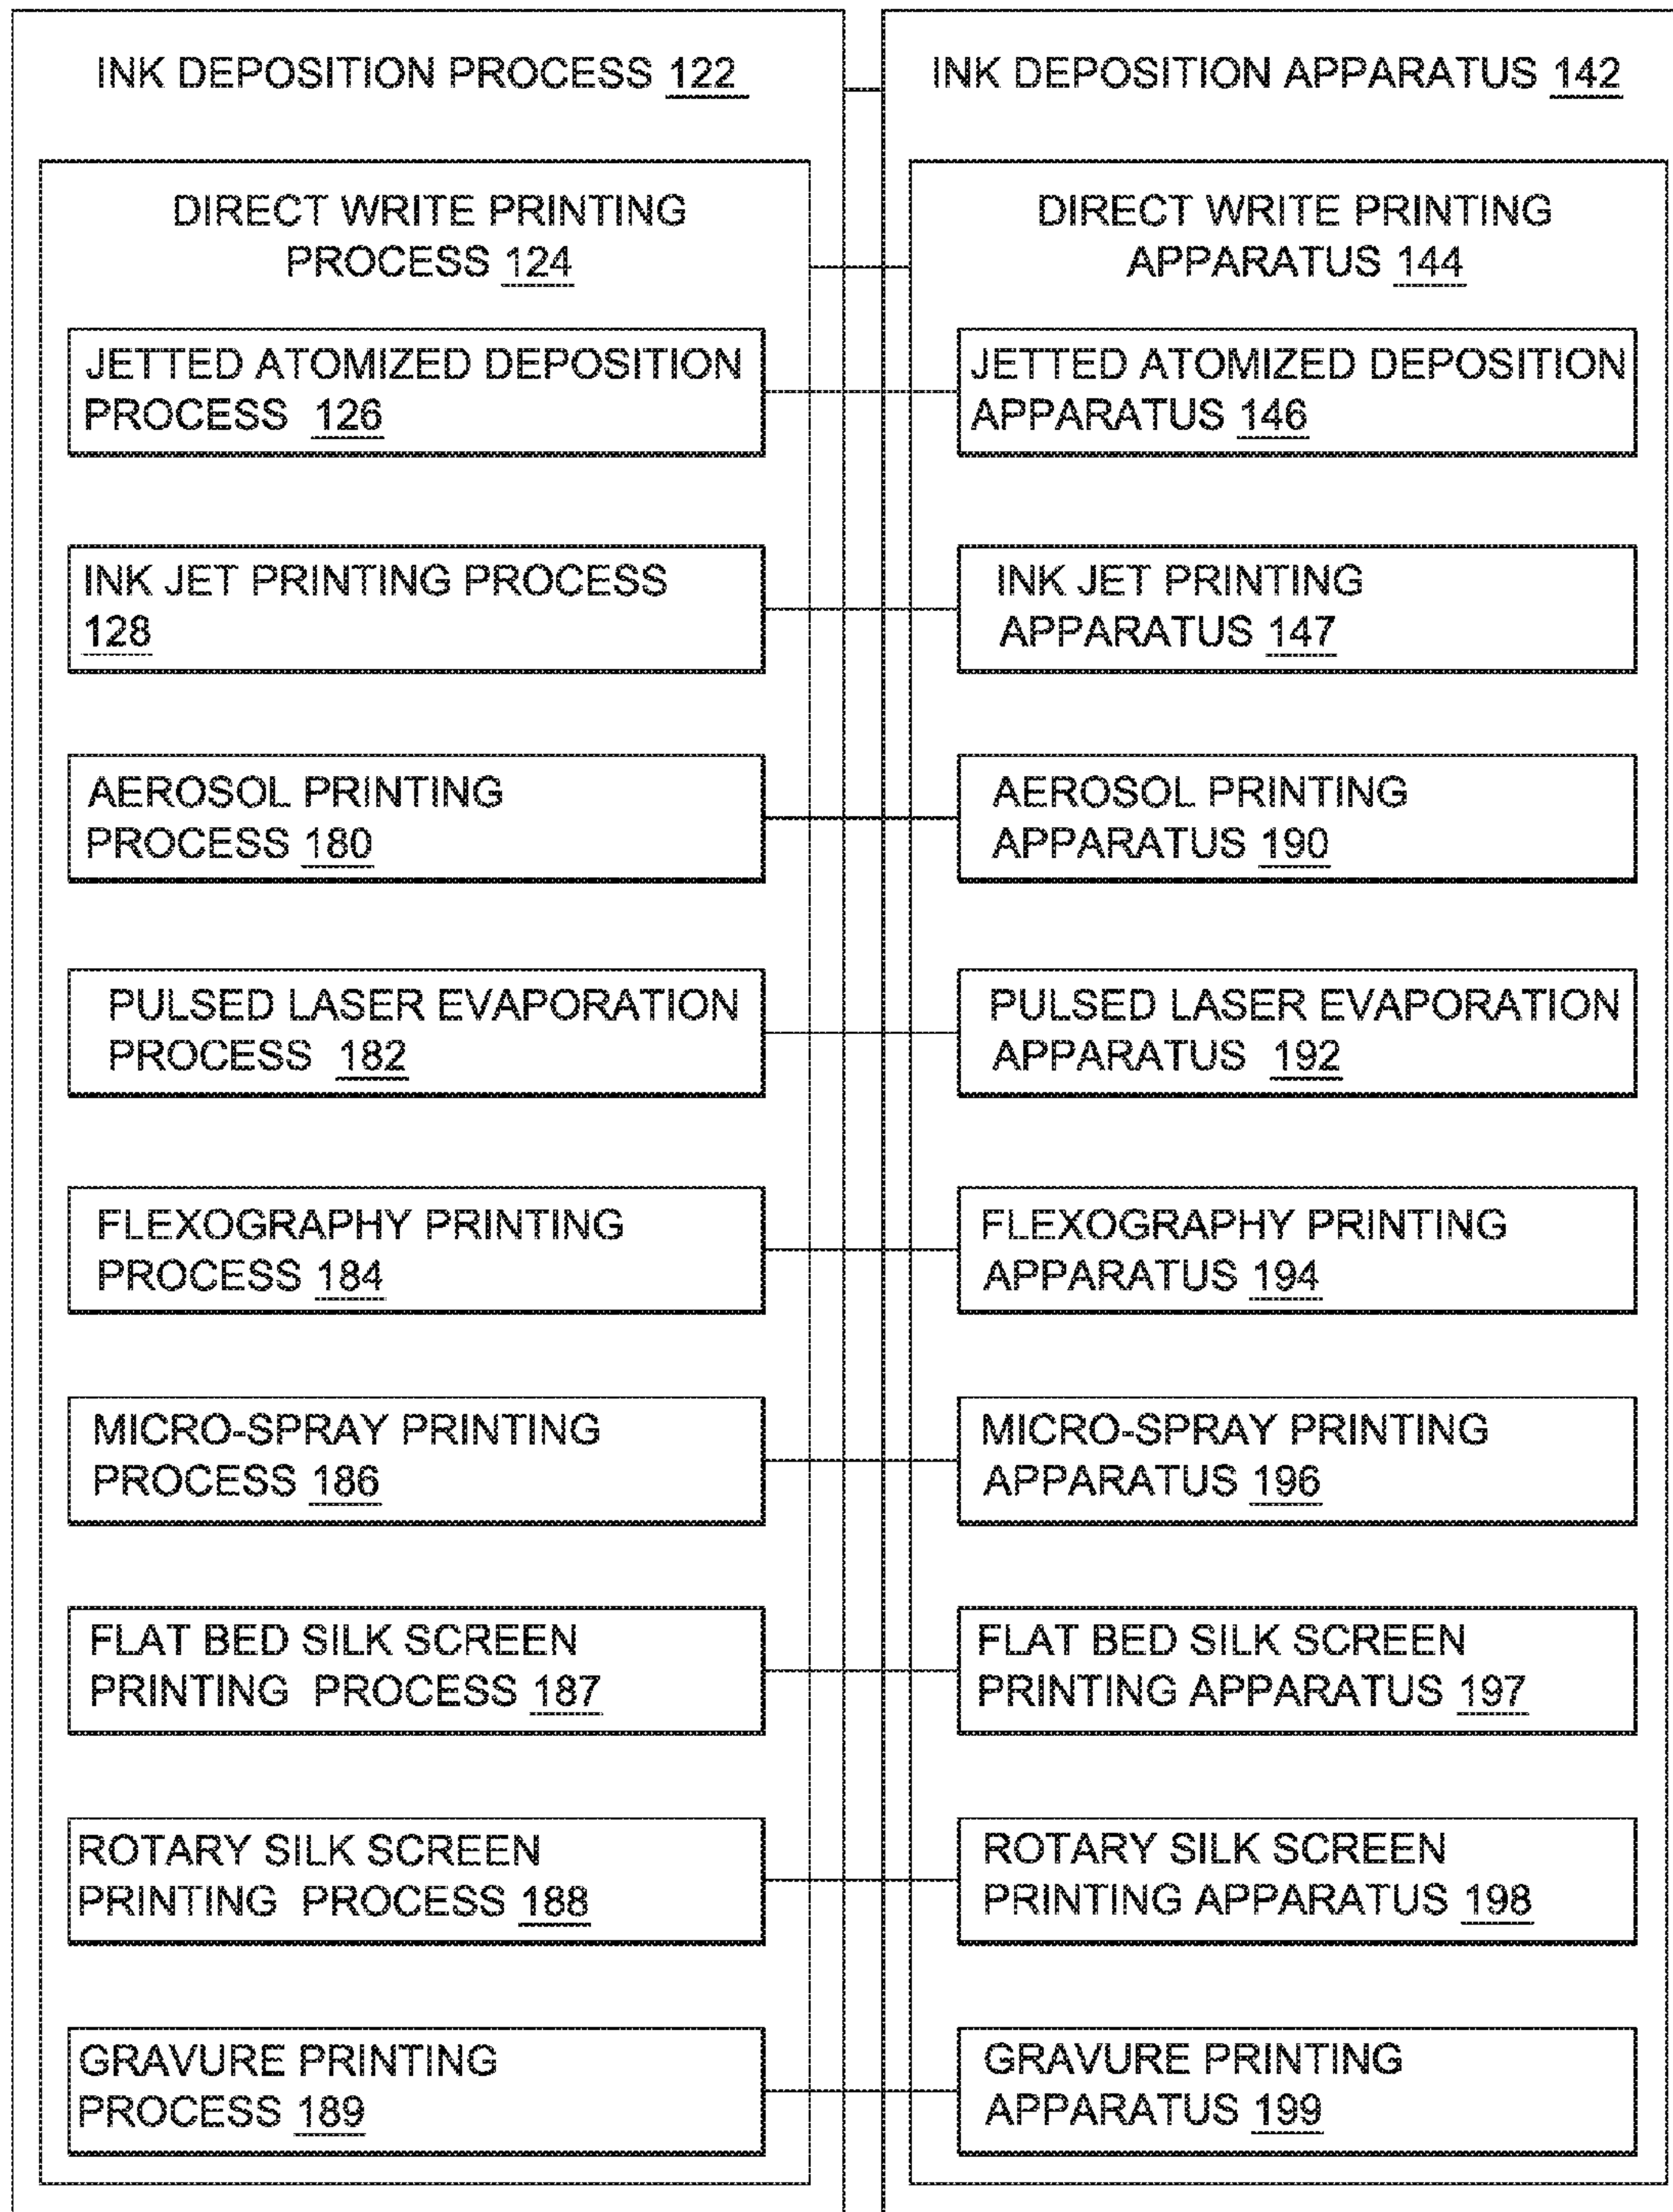 INK DEPOSITION PROCESS 122
DIRECT WRITE PRINTING
PROCESS 124
JETTED ATOMIZED DEPOSITION
PROCESS 126
INK JET PRINTING PROCESS
128
AEROSOL PRINTING
PROCESS 180
PULSED LASER EVAPORATION
PROCESS 182
FLEXOGRAPHY PRINTING
PROCESS 184
MICRO-SPRAY PRINTING
PROCESS 186
FLAT BED SILK SCREEN
PRINTING PROCESS 187
ROTARY SILK SCREEN
PRINTING PROCESS 188
GRAVURE PRINTING
PROCESS 189
INK DEPOSITION APPARATUS 142
DIRECT WRITE PRINTING
APPARATUS 144
JETTED ATOMIZED DEPOSITION
APPARATUS 146
INK JET PRINTING
APPARATUS 147
AEROSOL PRINTING
APPARATUS 190
PULSED LASER EVAPORATION
APPARATUS 192
FLEXOGRAPHY PRINTING
APPARATUS 194
MICRO-SPRAY PRINTING
APPARATUS 196
FLAT BED SILK SCREEN
PRINTING APPARATUS 197
ROTARY SILK SCREEN
PRINTING APPARATUS 198
GRAVURE PRINTING
APPARATUS 199